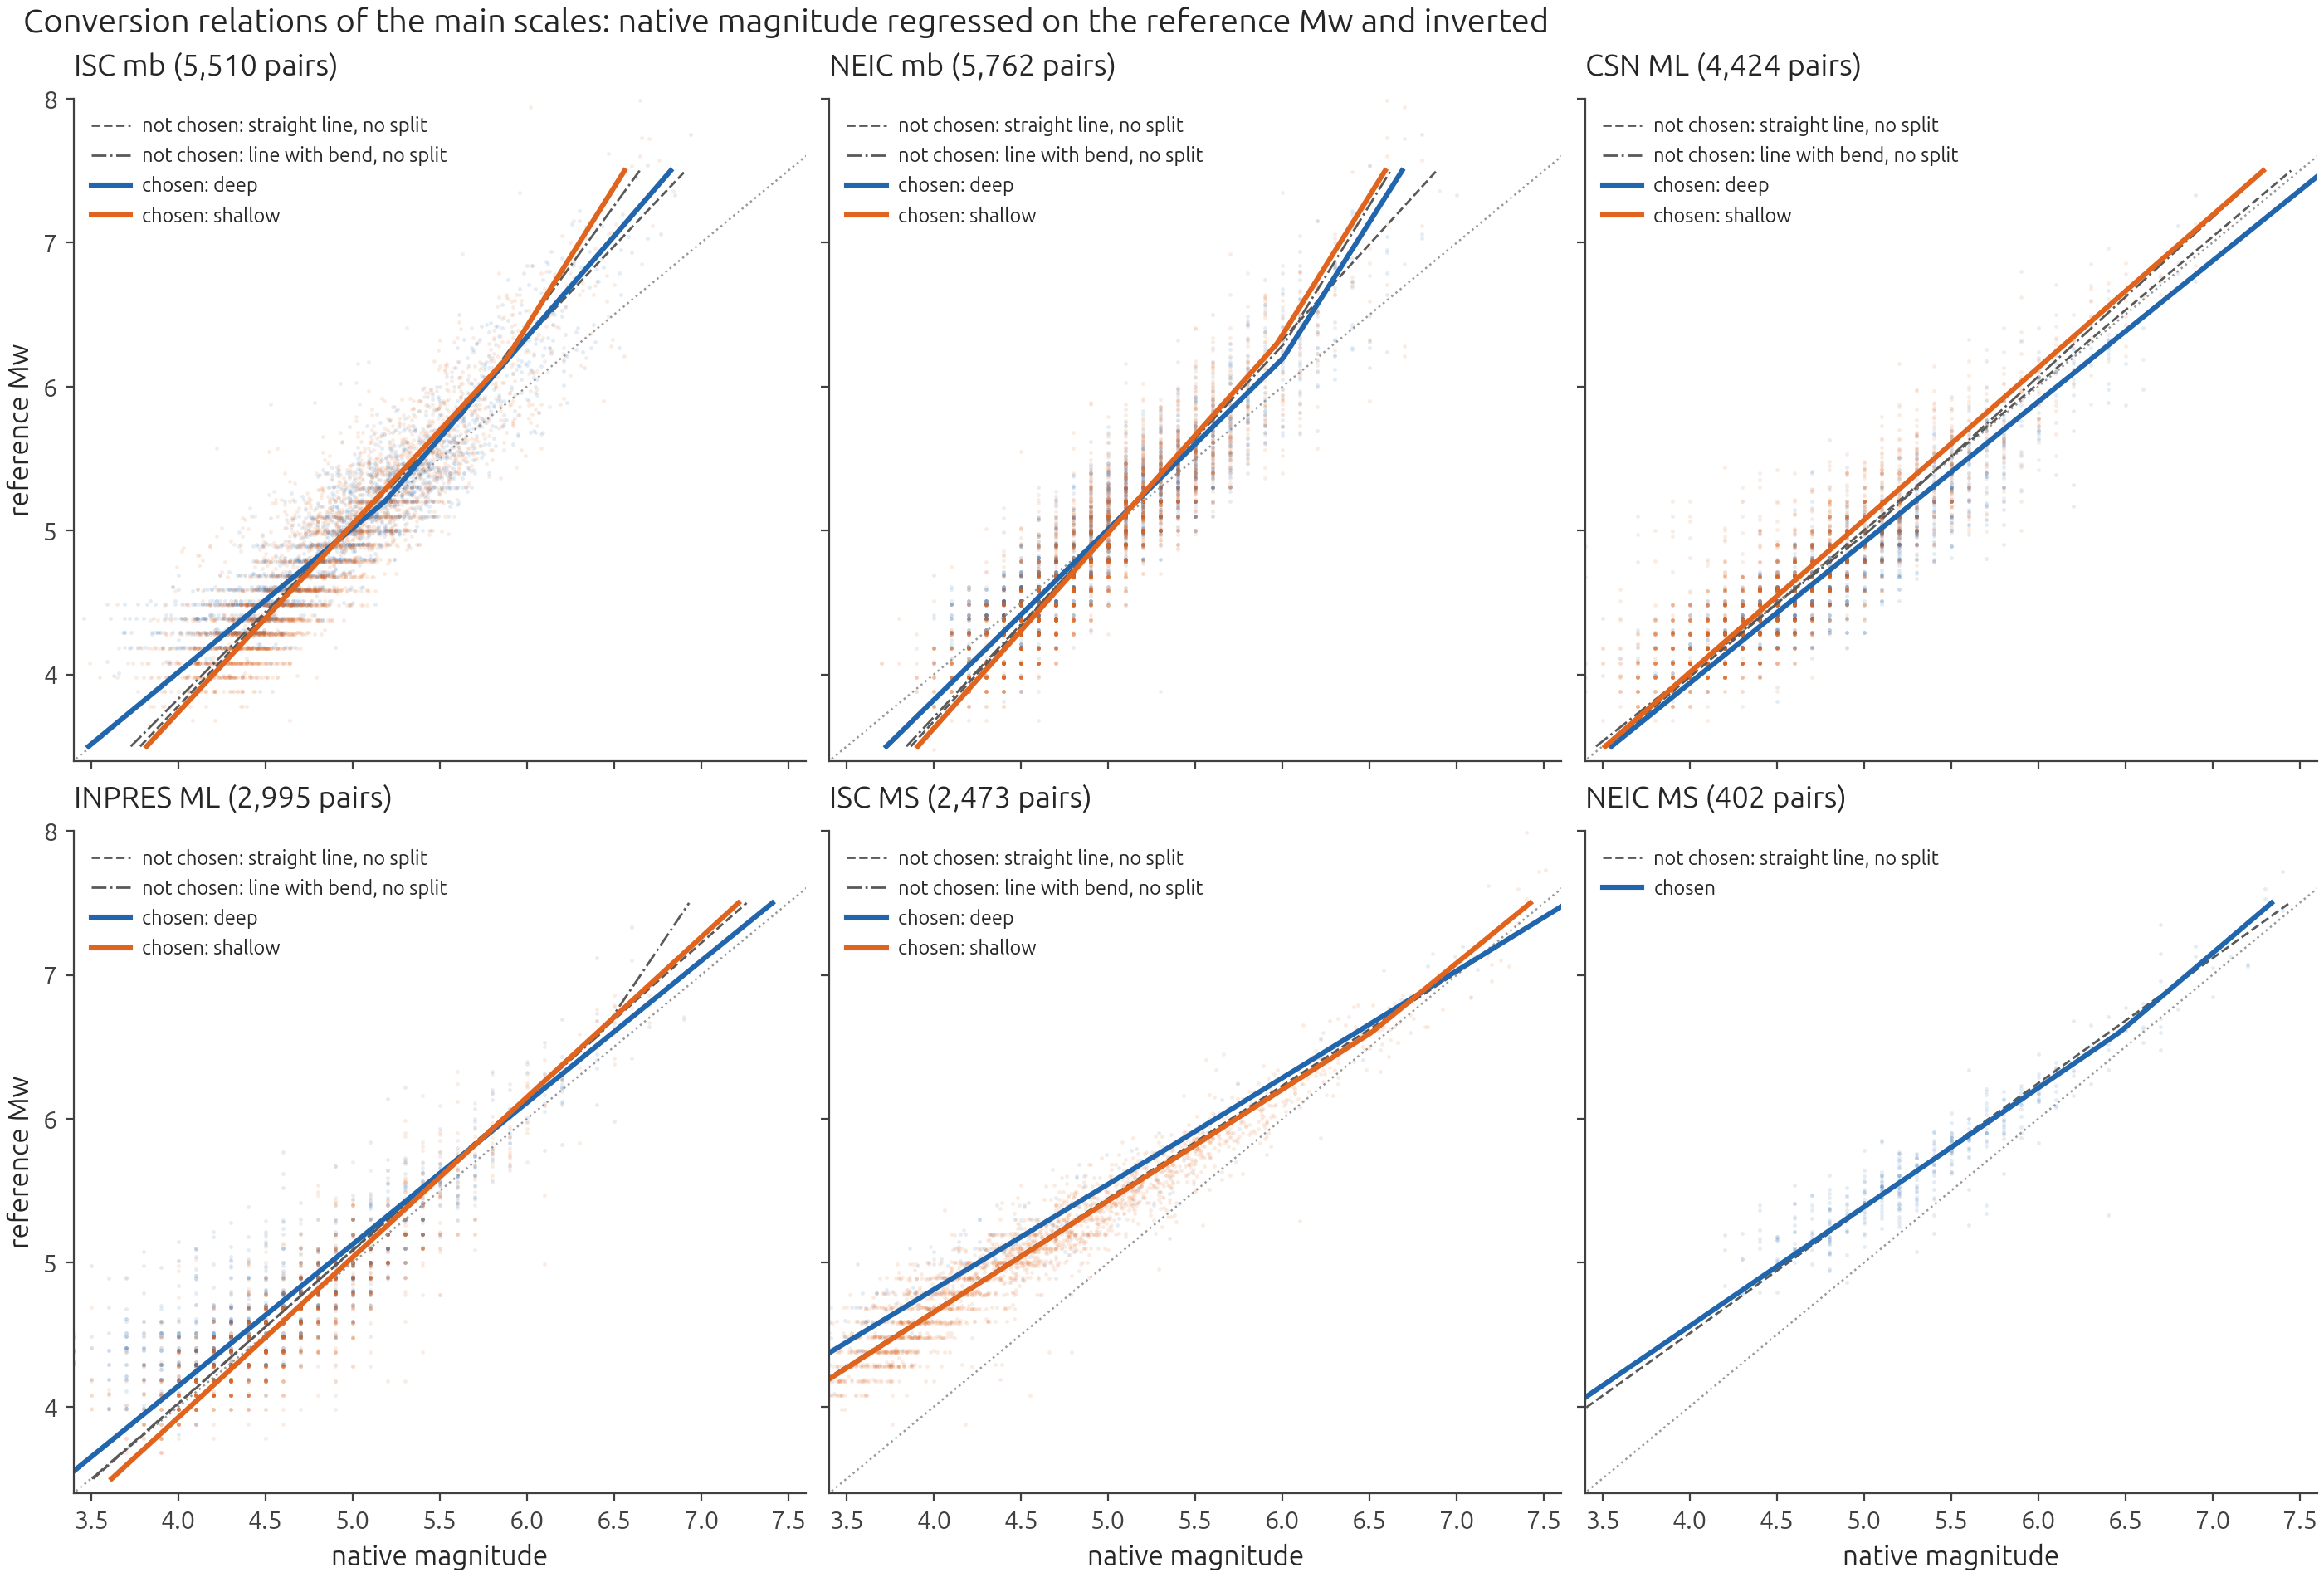 Conversion relations of the main scales: native magnitude regressed on the reference Mw and inverted
ISC mb (5,510 pairs)
not chosen: straight line, no split
not chosen: line with bend, no split
chosen: deep
chosen: shallow
8
7
6
5
4
reference Mw
NEIC mb (5,762 pairs)
not chosen: straight line, no split
not chosen: line with bend, no split
chosen: deep
chosen: shallow
CSN ML (4,424 pairs)
not chosen: straight line, no split
not chosen: line with bend, no split
chosen: deep
chosen: shallow
INPRES ML (2,995 pairs)
not chosen: straight line, no split
not chosen: line with bend, no split
chosen: deep
chosen: shallow
8
7
6
5
4
reference Mw
3.5 4.0 4.5 5.0 5.5 6.0 6.5 7.0 7.5
native magnitude
ISC MS (2,473 pairs)
not chosen: straight line, no split
not chosen: line with bend, no split
chosen: deep
chosen: shallow
3.5 4.0 4.5 5.0 5.5 6.0 6.5 7.0 7.5
native magnitude
NEIC MS (402 pairs)
not chosen: straight line, no split
chosen
3.5 4.0 4.5 5.0 5.5 6.0 6.5 7.0 7.5
native magnitude